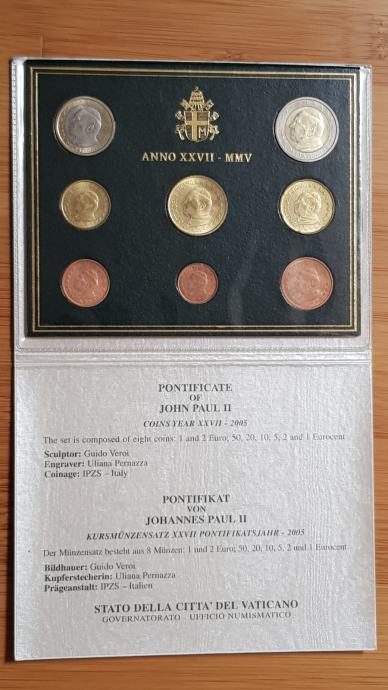 ANNO XXVII - MMV
PONTIFICATE
OF
JOHN PAUL II
COINS YEAR XXVII - 2005
The set is composed of eight coins: 1 and 2 Euro; 50, 20, 10, 5, 2 and 1 Eurocent
Sculptor: Guido Veroi
Engraver: Uliana Pernazza
Coinage: IPZS – Italy
PONTIFIKAT
VON
JOHANNES PAUL II
KURSMÜNZENSATZ XXVII PONTIFIKATSJAHR - 2005
Der Münzensatz besteht aus 8 Münzen: 1 und 2 Euro; 50, 20, 10, 5, 2 und 1 Eurocent
Bildhauer: Guido Veroi
Kupferstecherin: Uliana Pernazza
Prägeanstalt: IPZS – Italien
STATO DELLA CITTA' DEL VATICANO
GOVERNATORATO - UFFICIO NUMISMATICO